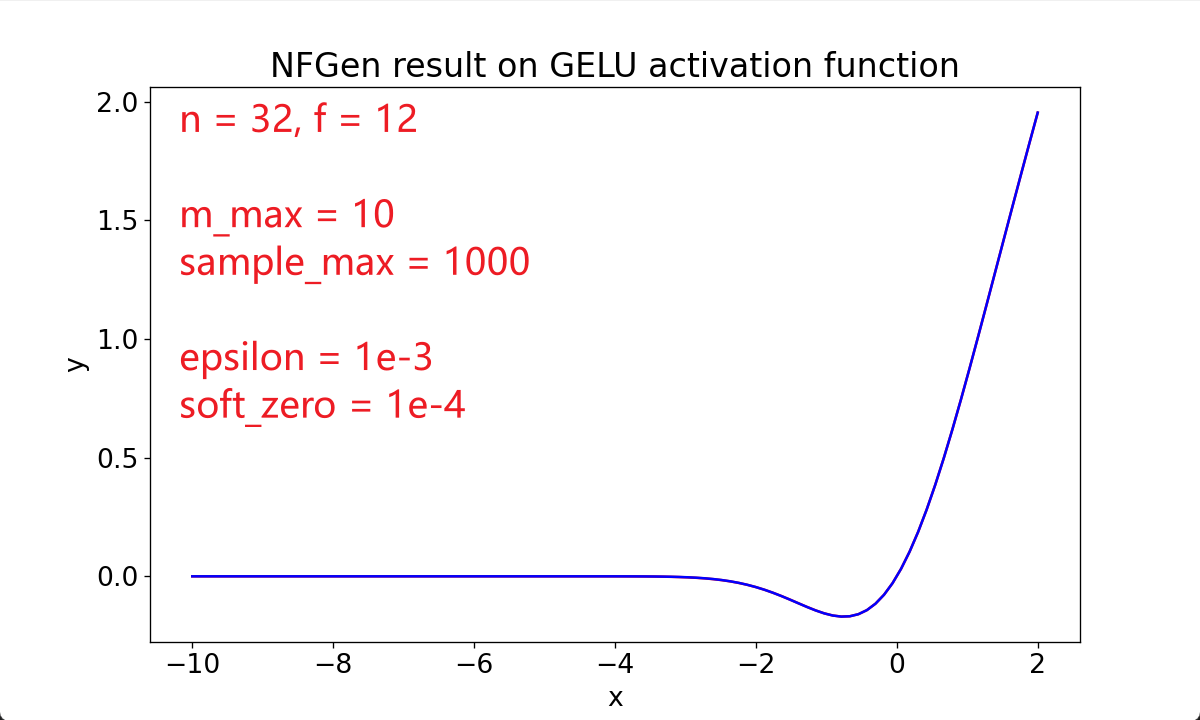 NFGen result on GELU activation function
n = 32, f = 12
m_max = 10
sample_max = 1000
epsilon = 1e-3
soft_zero = 1e-4
2.0
1.5
1.0
0.5
0.0
y
−10 −8 −6 −4 −2 0 2
x